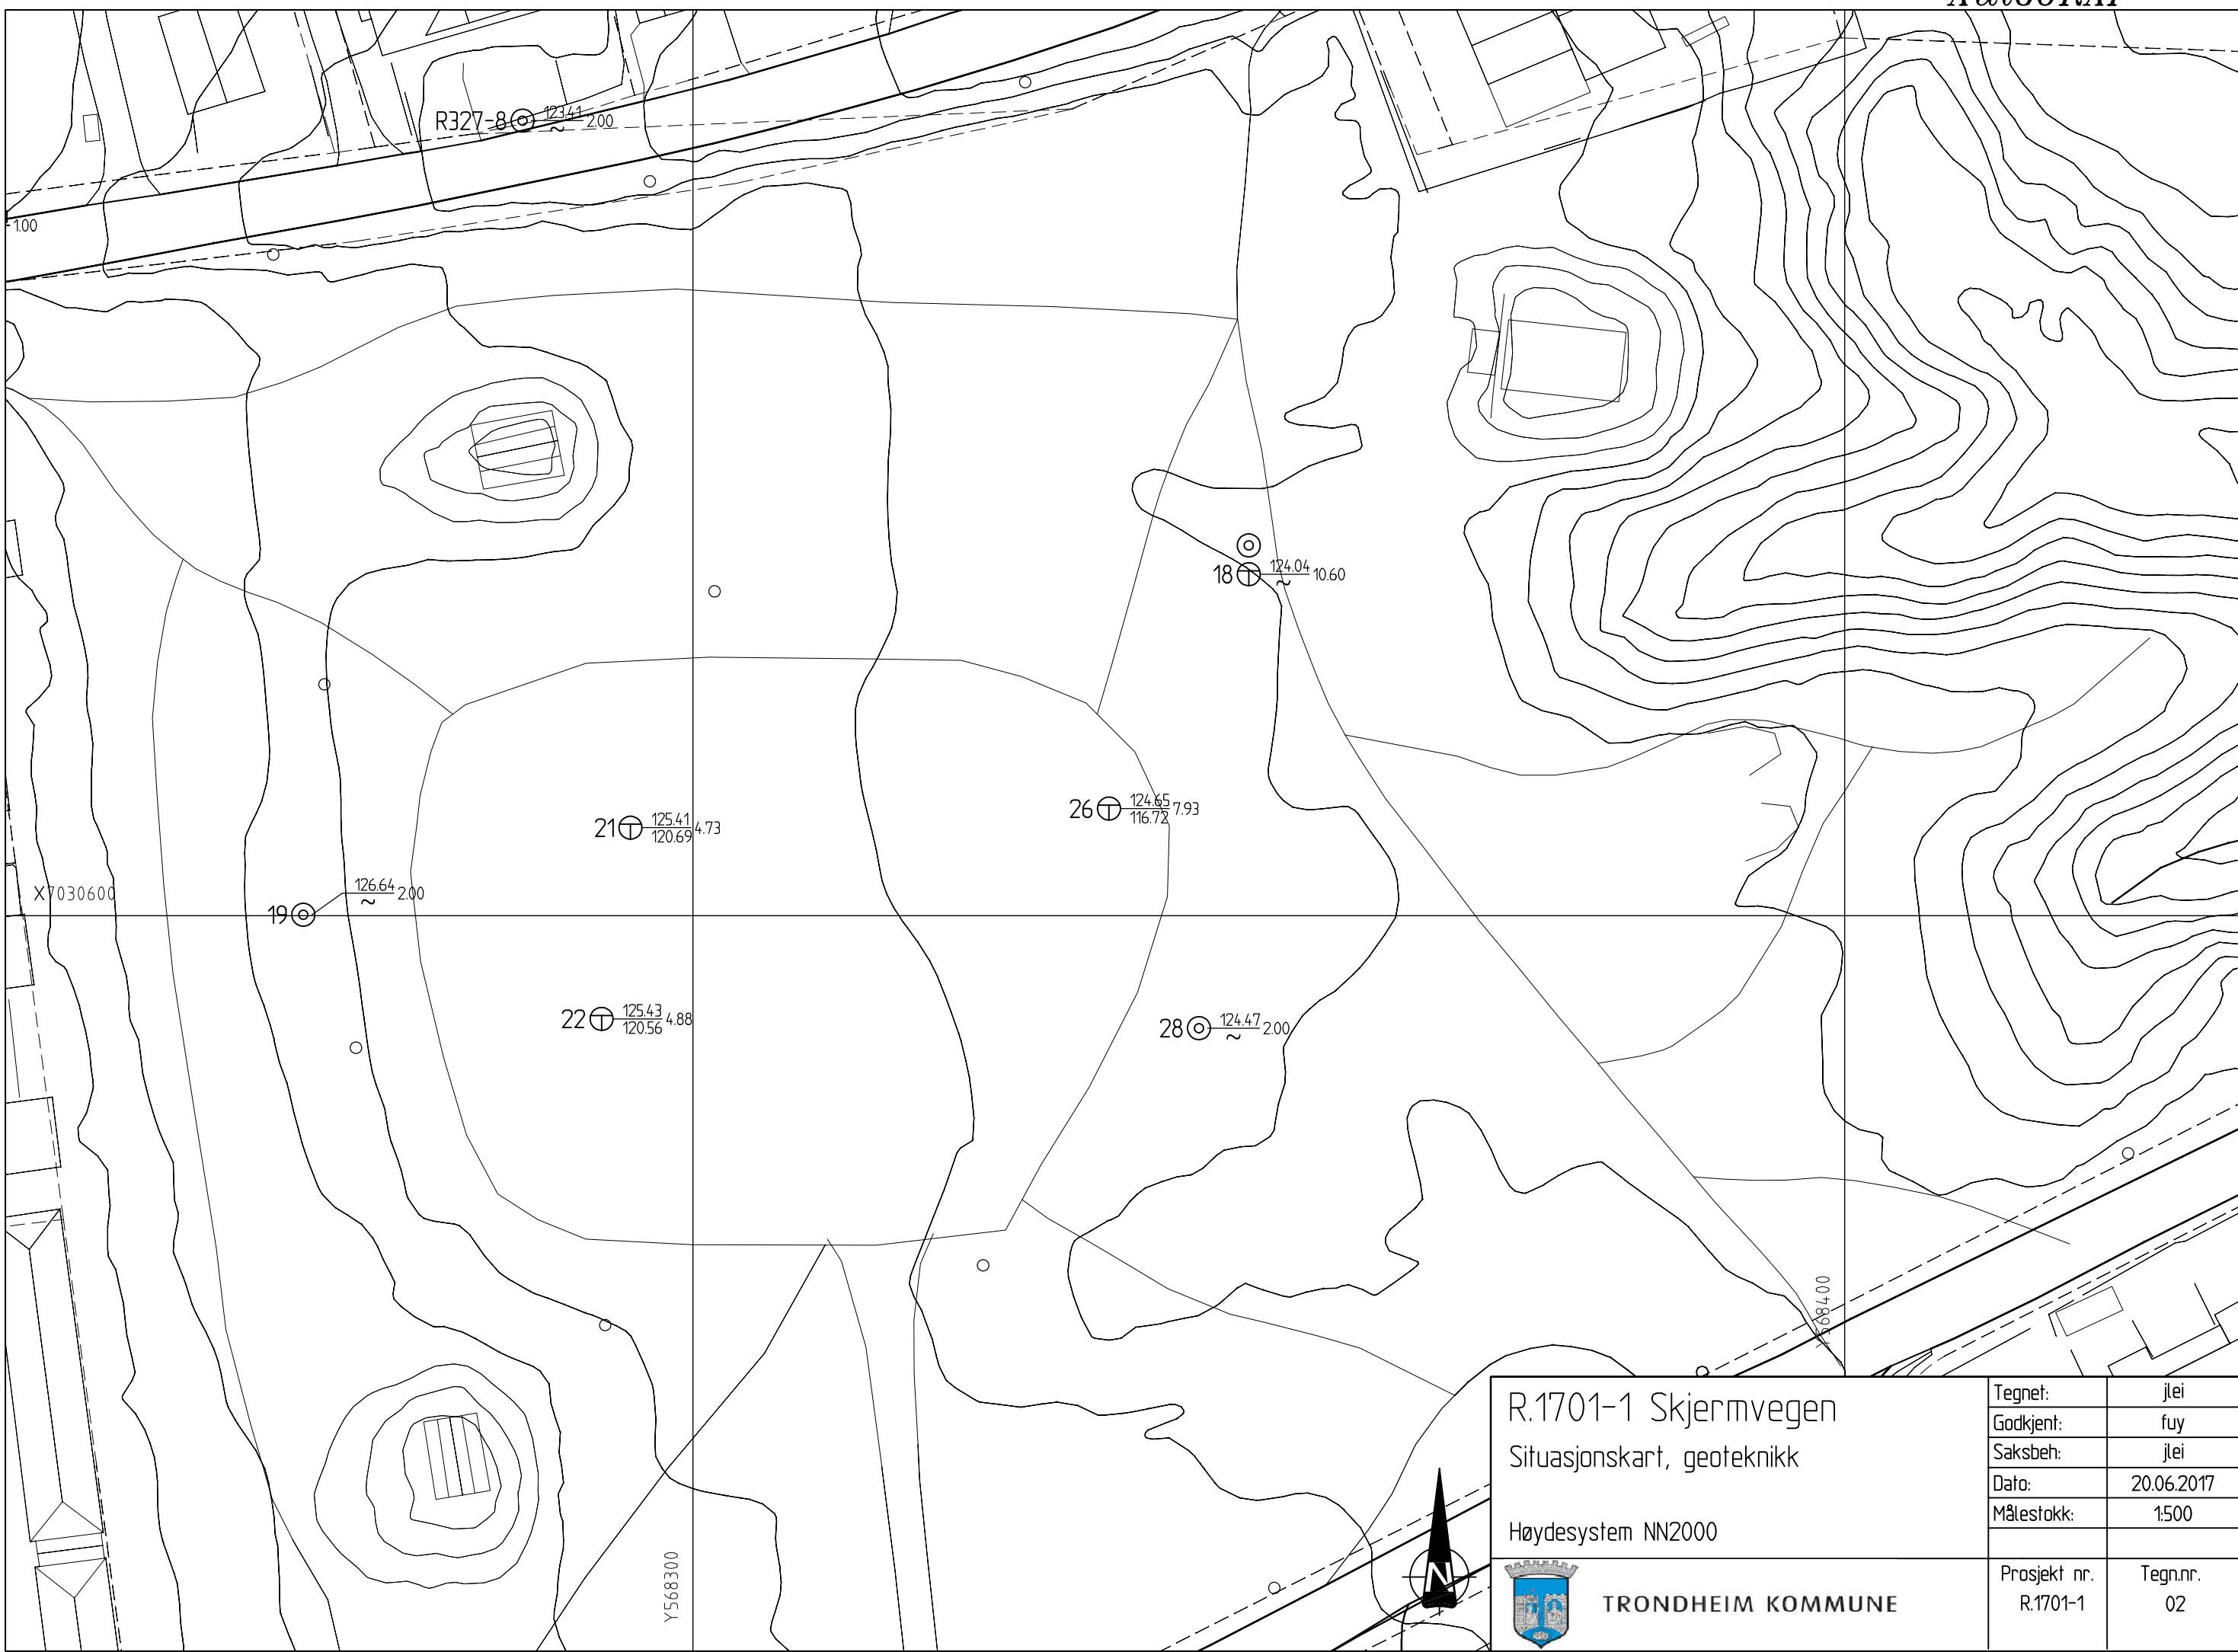 R327-8 123.41 ~ 2.00
1.00
18 124.04 ~ 10.60
26 124.65 116.72 7.93
21 125.41 120.69 4.73
X7030600
19 126.64 ~ 2.00
22 125.43 120.56 4.88
28 124.47 ~ 2.00
Y568300
R.1701-1 Skjermvegen
Situasjonskart, geoteknikk
Høydesystem NN2000
N
TRONDHEIM KOMMUNE
Tegnet: jlei
Godkjent: fuy
Saksbeh: jlei
Dato: 20.06.2017
Målestokk: 1:500
Prosjekt nr. Tegn.nr.
R.1701-1 02